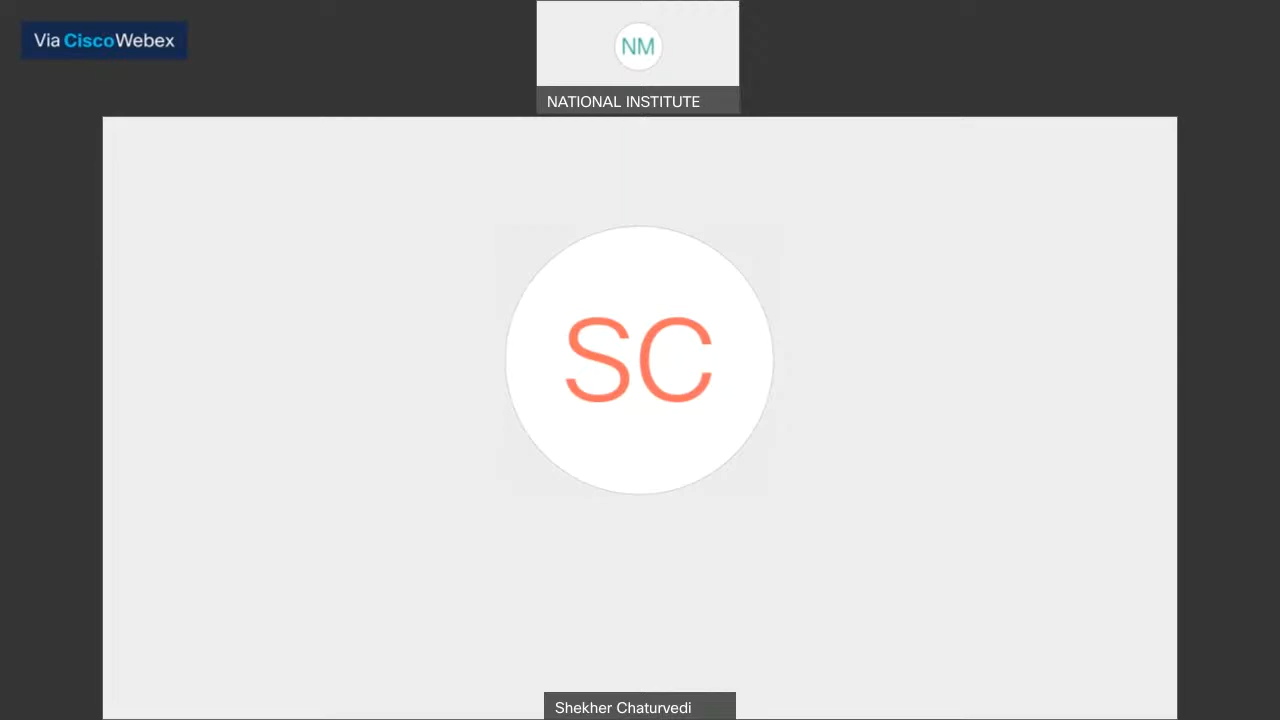 Via CiscoWebex
NM
NATIONAL INSTITUTE
SC
Shekher Chaturvedi